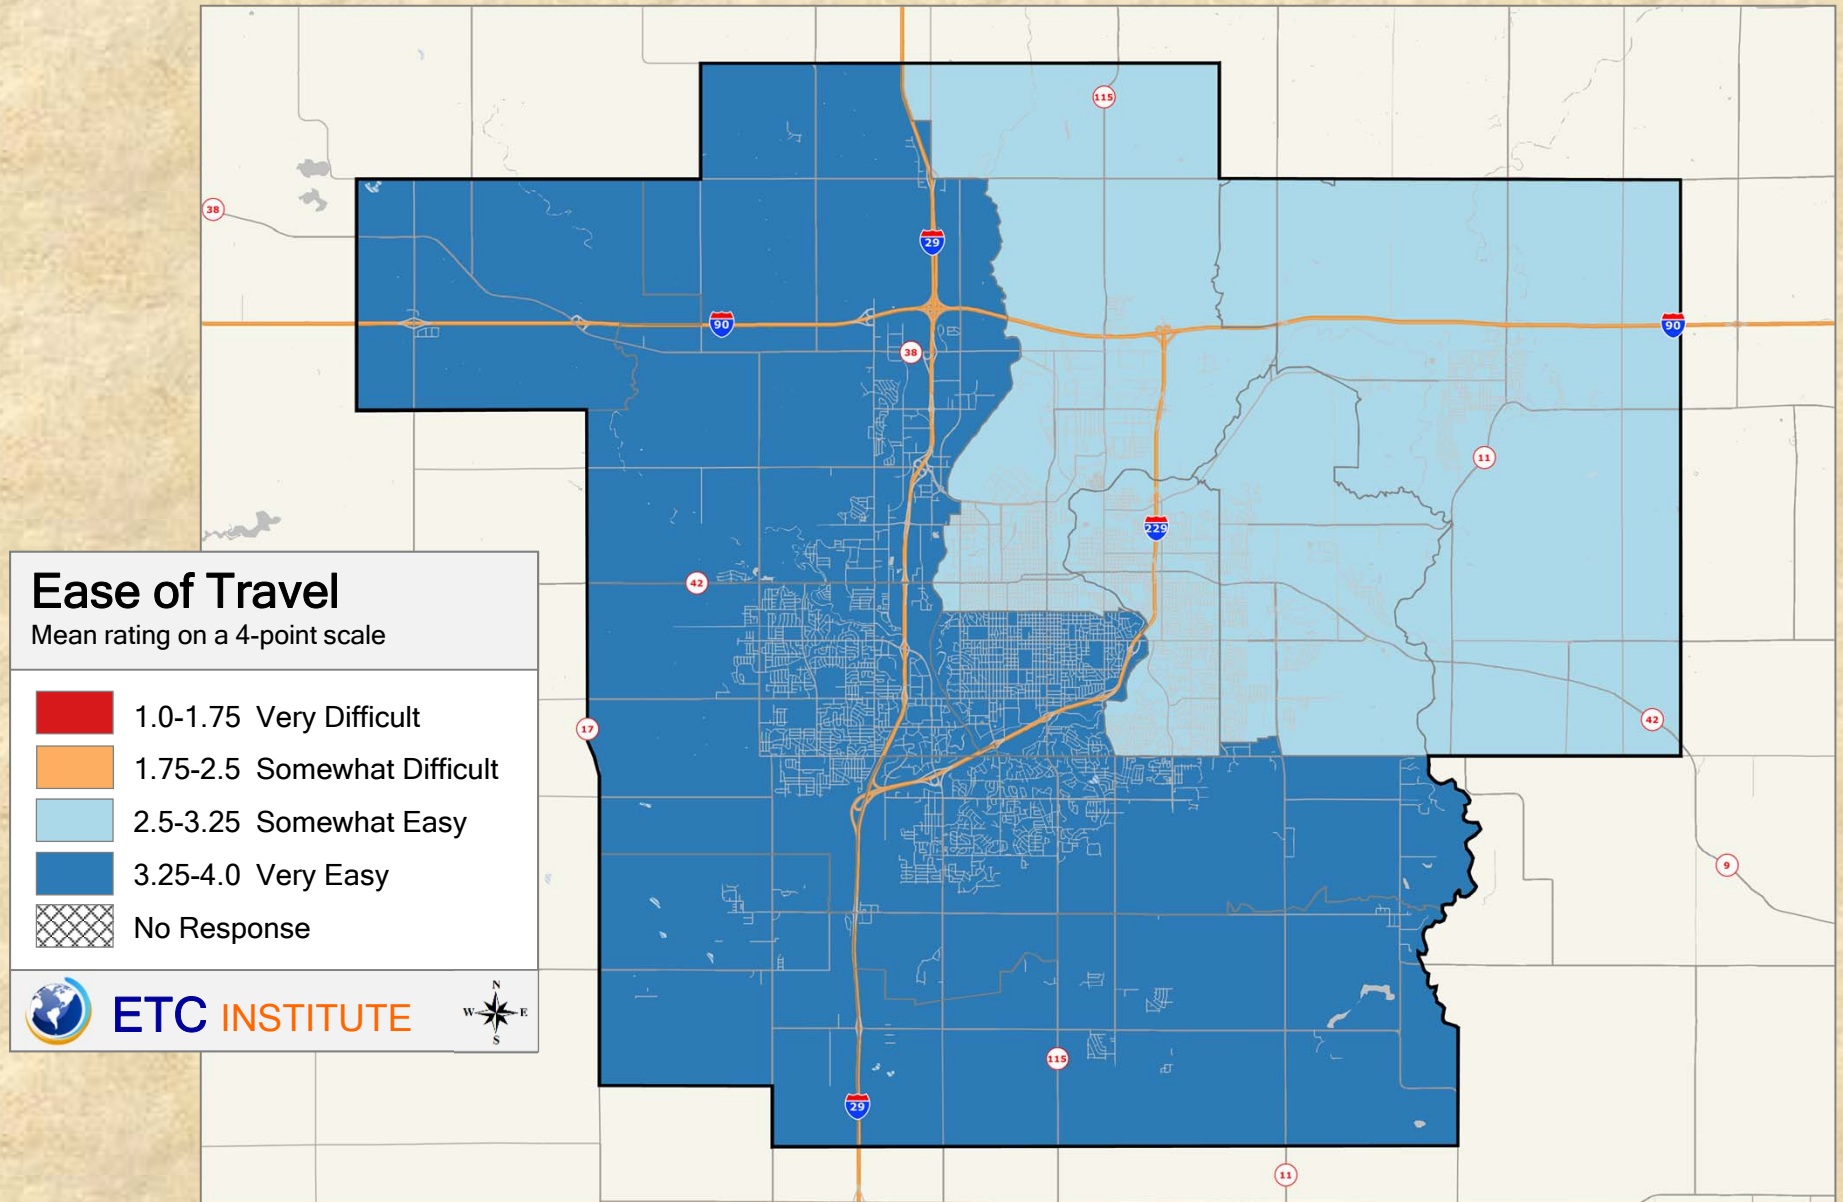 115
38
29
90
90
38
11
229
42
Ease of Travel
Mean rating on a 4-point scale
1.0-1.75 Very Difficult
1.75-2.5 Somewhat Difficult
2.5-3.25 Somewhat Easy
3.25-4.0 Very Easy
No Response
ETC INSTITUTE
N
W E
S
17
42
9
115
29
11